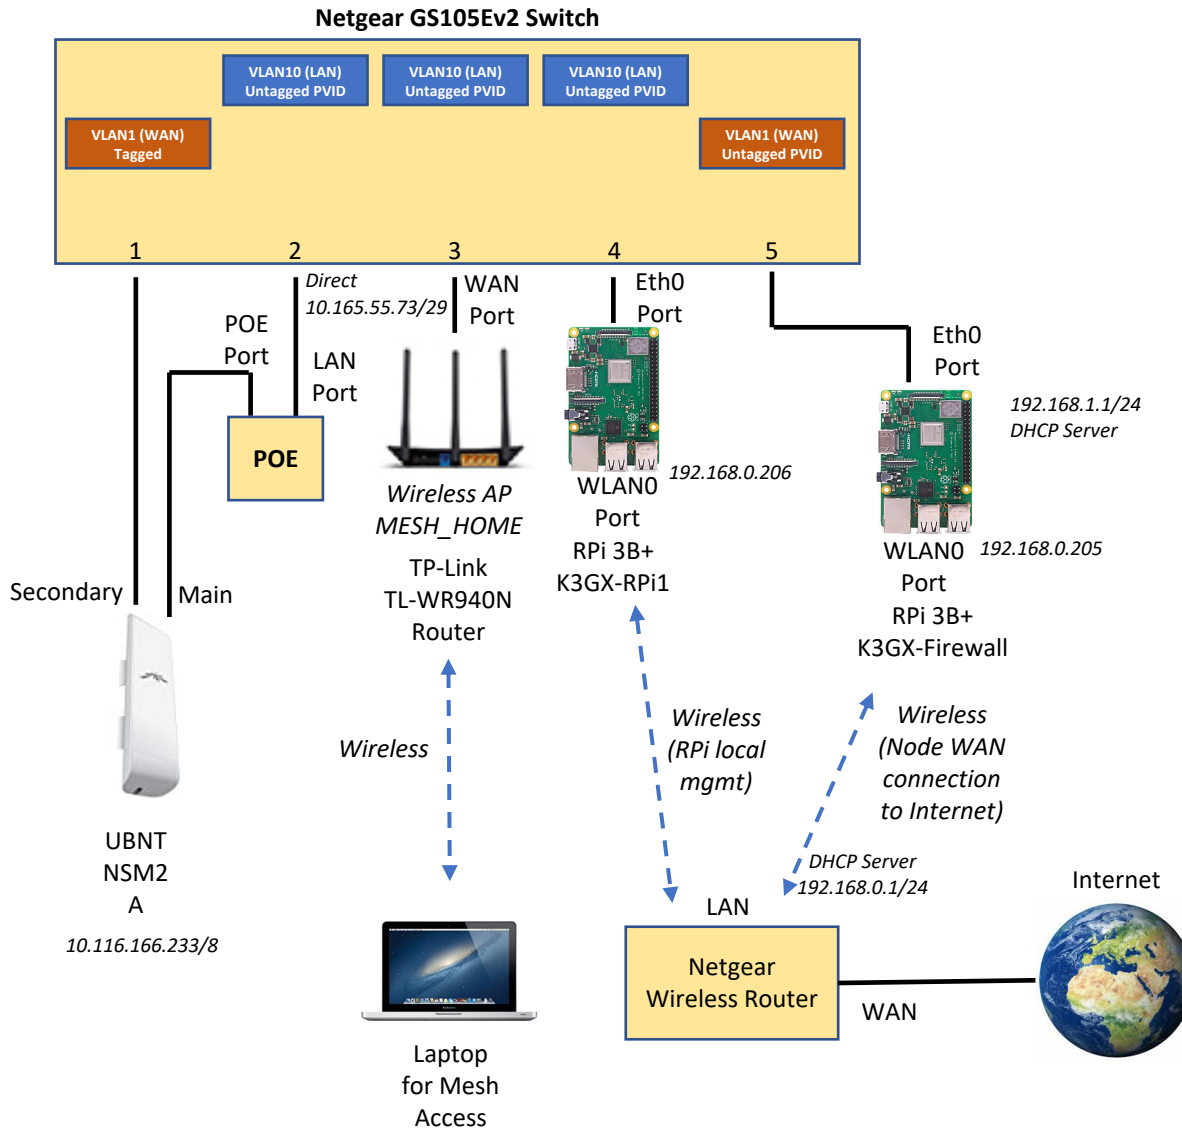 Netgear GS105Ev2 Switch
VLAN10 (LAN)
Untagged PVID
VLAN10 (LAN)
Untagged PVID
VLAN10 (LAN)
Untagged PVID
VLAN1 (WAN)
Tagged
VLAN1 (WAN)
Untagged PVID
1
2
3
4
5
Direct
10.165.55.73/29
WAN
Port
Eth0
Port
POE
Port
LAN
Port
Eth0
Port
192.168.1.1/24
DHCP Server
POE
Wireless AP
MESH_HOME
TP-Link
TL-WR940N
Router
192.168.0.206
WLAN0
Port
RPi 3B+
K3GX-RPi1
WLAN0
Port
192.168.0.205
RPi 3B+
K3GX-Firewall
Secondary
Main
Wireless
Wireless
(RPi local
mgmt)
Wireless
(Node WAN
connection
to Internet)
UBNT
NSM2
A
10.116.166.233/8
DHCP Server
192.168.0.1/24
LAN
Internet
Netgear
Wireless Router
WAN
Laptop
for Mesh
Access